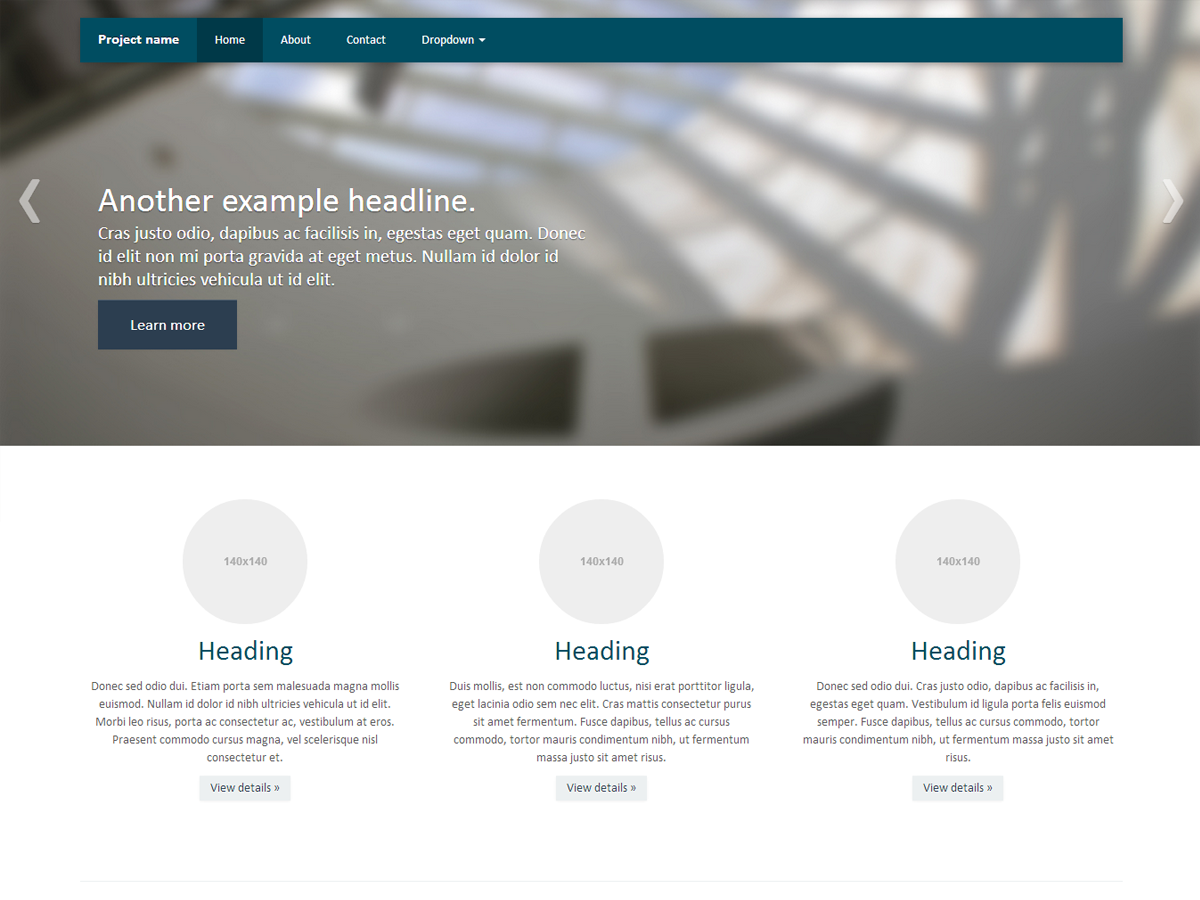 Project name Home About Contact Dropdown
Another example headline.
Cras justo odio, dapibus ac facilisis in, egestas eget quam. Donec
id elit non mi porta gravida at eget metus. Nullam id dolor id
nibh ultricies vehicula ut id elit.
Learn more
140x140
Heading
Donec sed odio dui. Etiam porta sem malesuada magna mollis
euismod. Nullam id dolor id nibh ultricies vehicula ut id elit.
Morbi leo risus, porta ac consectetur ac, vestibulum at eros.
Praesent commodo cursus magna, vel scelerisque nisl
consectetur et.
View details »
140x140
Heading
Duis mollis, est non commodo luctus, nisi erat porttitor ligula,
eget lacinia odio sem nec elit. Cras mattis consectetur purus
sit amet fermentum. Fusce dapibus, tellus ac cursus
commodo, tortor mauris condimentum nibh, ut fermentum
massa justo sit amet risus.
View details »
140x140
Heading
Donec sed odio dui. Cras justo odio, dapibus ac facilisis in,
egestas eget quam. Vestibulum id ligula porta felis euismod
semper. Fusce dapibus, tellus ac cursus commodo, tortor
mauris condimentum nibh, ut fermentum massa justo sit amet
risus.
View details »